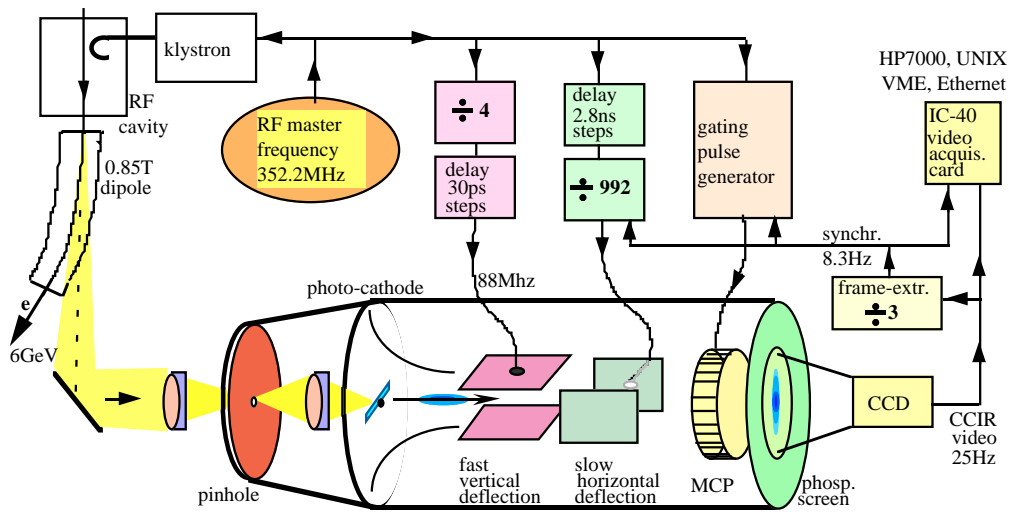 klystron
HP7000, UNIX
VME, Ethernet
RF
cavity
RF master
frequency
352.2MHz
÷ 4
delay
30ps
steps
delay
2.8ns
steps
÷ 992
gating
pulse
generator
IC-40
video
acquis.
card
0.85T
dipole
synchr.
8.3Hz
frame-extr.
÷3
88Mhz
photo-cathode
e
6GeV
CCD
CCIR
video
25Hz
pinhole
fast
vertical
deflection
slow
horizontal
deflection
MCP
phosp.
screen